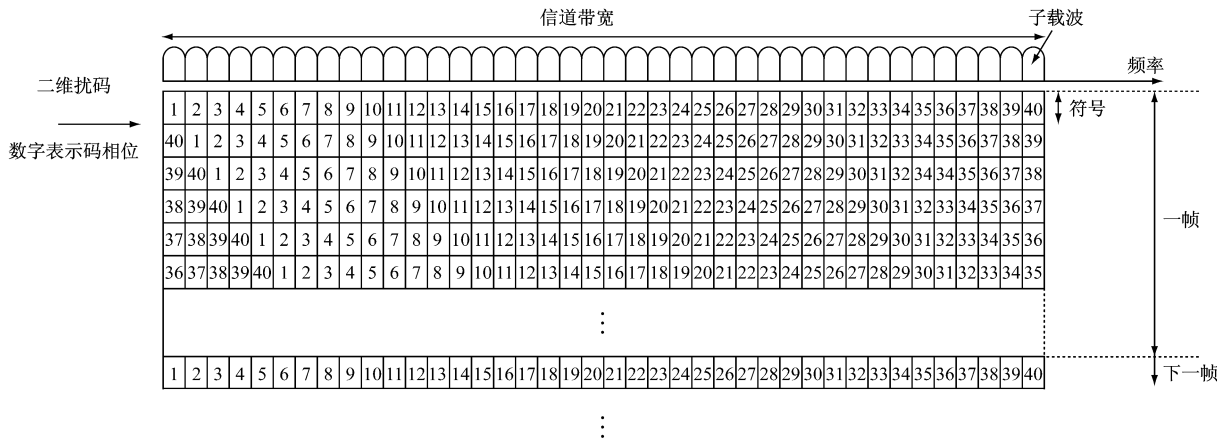 信道带宽
子载波
频率
二维扰码
数字表示码相位
1 2 3 4 5 6 7 8 9 10 11 12 13 14 15 16 17 18 19 20 21 22 23 24 25 26 27 28 29 30 31 32 33 34 35 36 37 38 39 40
符号
40 1 2 3 4 5 6 7 8 9 10 11 12 13 14 15 16 17 18 19 20 21 22 23 24 25 26 27 28 29 30 31 32 33 34 35 36 37 38 39
39 40 1 2 3 4 5 6 7 8 9 10 11 12 13 14 15 16 17 18 19 20 21 22 23 24 25 26 27 28 29 30 31 32 34 34 35 36 37 38
38 39 40 1 2 3 4 5 6 7 8 9 10 11 12 13 14 15 16 17 18 19 20 21 22 23 24 25 26 27 28 29 30 31 32 33 34 35 36 37
一帧
37 38 39 40 1 2 3 4 5 6 7 8 9 10 11 12 13 14 15 16 17 18 19 20 21 22 23 24 25 26 27 28 29 30 31 32 33 34 35 36
36 37 38 39 40 1 2 3 4 5 6 7 8 9 10 11 12 13 14 15 16 17 18 19 20 21 22 23 24 25 26 27 28 29 30 31 32 33 34 35
⋮
1 2 3 4 5 6 7 8 9 10 11 12 13 14 15 16 17 18 19 20 21 22 23 24 25 26 27 28 29 30 31 32 33 34 35 36 37 38 39 40
下一帧
⋮